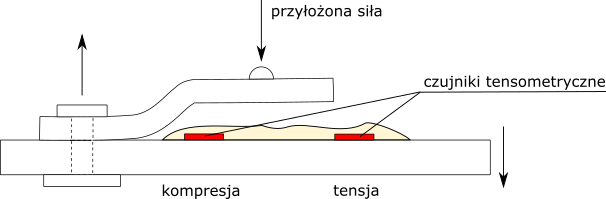 przyłożona siła
czujniki tensometryczne
kompresja
tensja